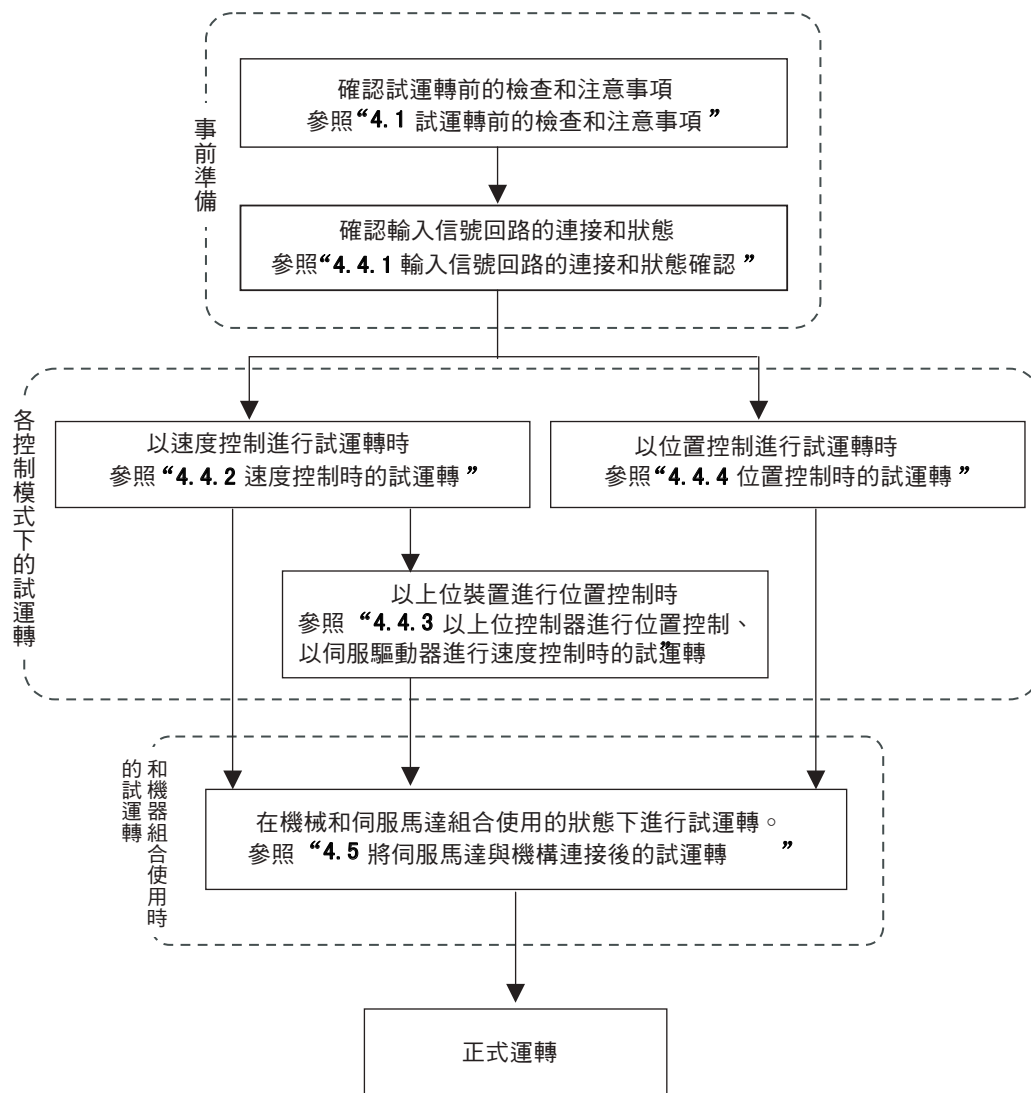 事前準備
確認試運轉前的檢查和注意事項
參照“4.1 試運轉前的檢查和注意事項”
確認輸入信號回路的連接和狀態
參照“4.4.1 輸入信號回路的連接和狀態確認 ”
各控制模式下的試運轉
以速度控制進行試運轉時
參照“4.4.2 速度控制時的試運轉 ”
以位置控制進行試運轉時
參照“4.4.4 位置控制時的試運轉 ”
以上位裝置進行位置控制時
參照 “4.4.3 以上位控制器進行位置控制、
以伺服驅動器進行速度控制時的試運轉”
和機器組合使用時
的試運轉
在機械和伺服馬達組合使用的狀態下進行試運轉。
參照 “4.5 將伺服馬達與機構連接後的試運轉 ”
正式運轉